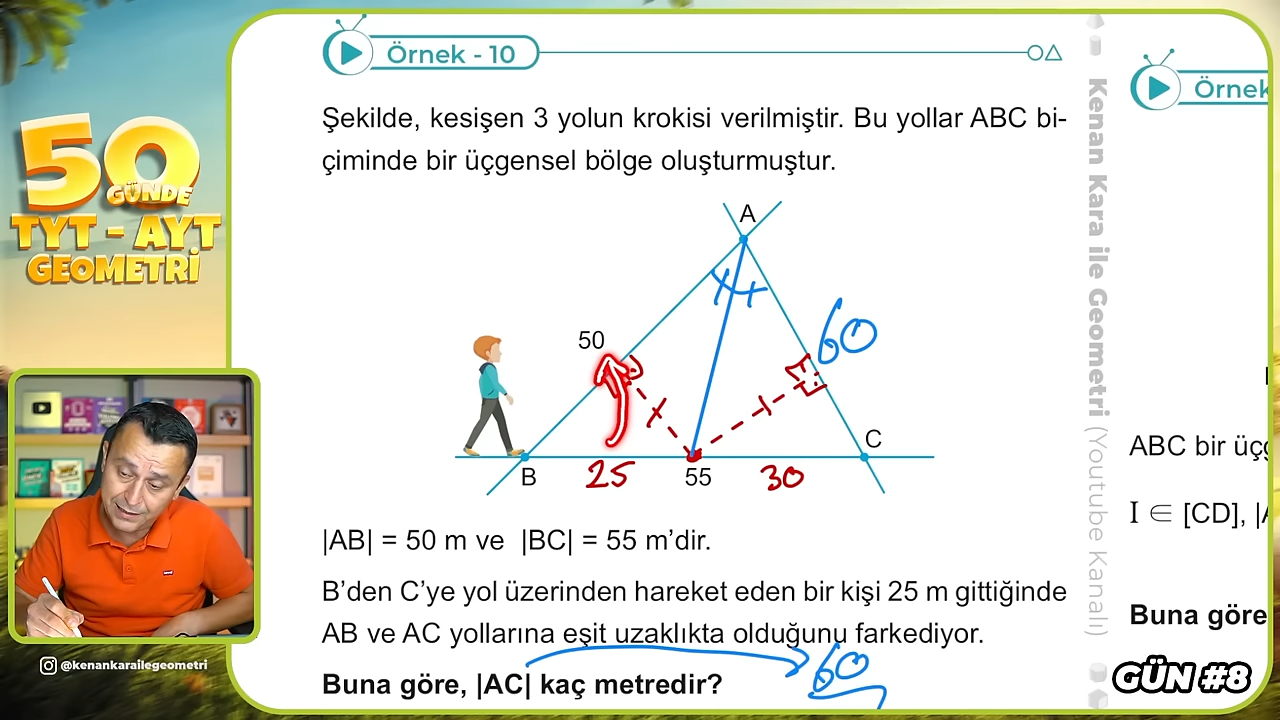 50
GÜNDE
TYT - AYT
GEOMETRİ
Örnek - 10
Şekilde, kesişen 3 yolun krokisi verilmiştir. Bu yollar ABC bi-
çiminde bir üçgensel bölge oluşturmuştur.
A
50
60
B
25
55
30
C
|AB| = 50 m ve |BC| = 55 m'dir.
B'den C'ye yol üzerinden hareket eden bir kişi 25 m gittiğinde
AB ve AC yollarına eşit uzaklıkta olduğunu farkediyor.
Buna göre, |AC| kaç metredir?
60
Kenan Kara ile Geometri (Youtube Kanalı)
Örnek
ABC bir üçg
I ∈ [CD], |A
Buna göre
GÜN #8
@kenankarailegeometri